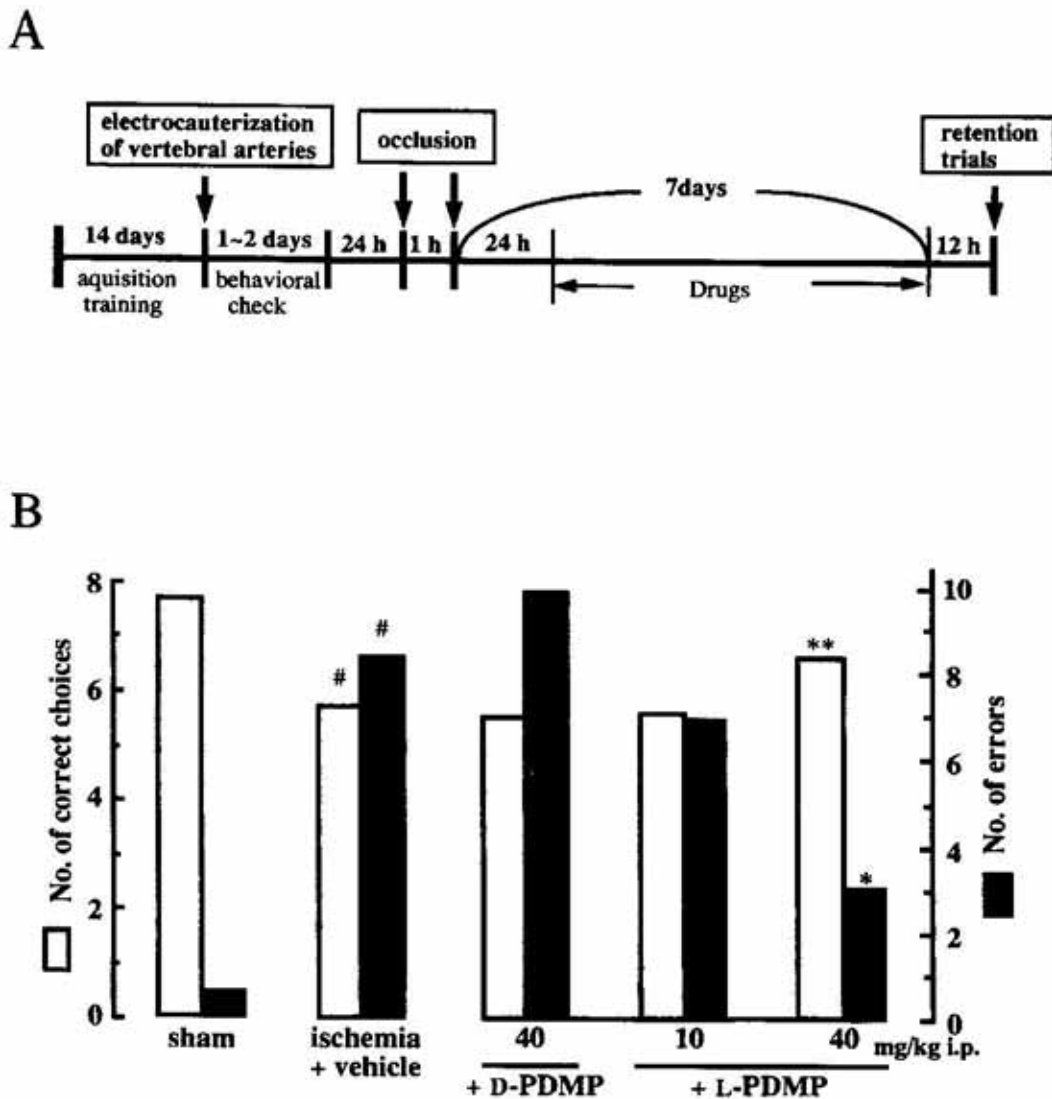 A
electrocauterization
of vertebral arteries
occlusion
retention
trials
7days
14 days
1~2 days
24 h
1 h
24 h
12 h
aquisition
training
behavioral
check
Drugs
B
No. of correct choices
8
6
4
2
0
# #
** *
10
8
6
4
2
0
No. of errors
sham
ischemia
+ vehicle
40
10
40
mg/kg i.p.
+ D-PDMP
+ L-PDMP